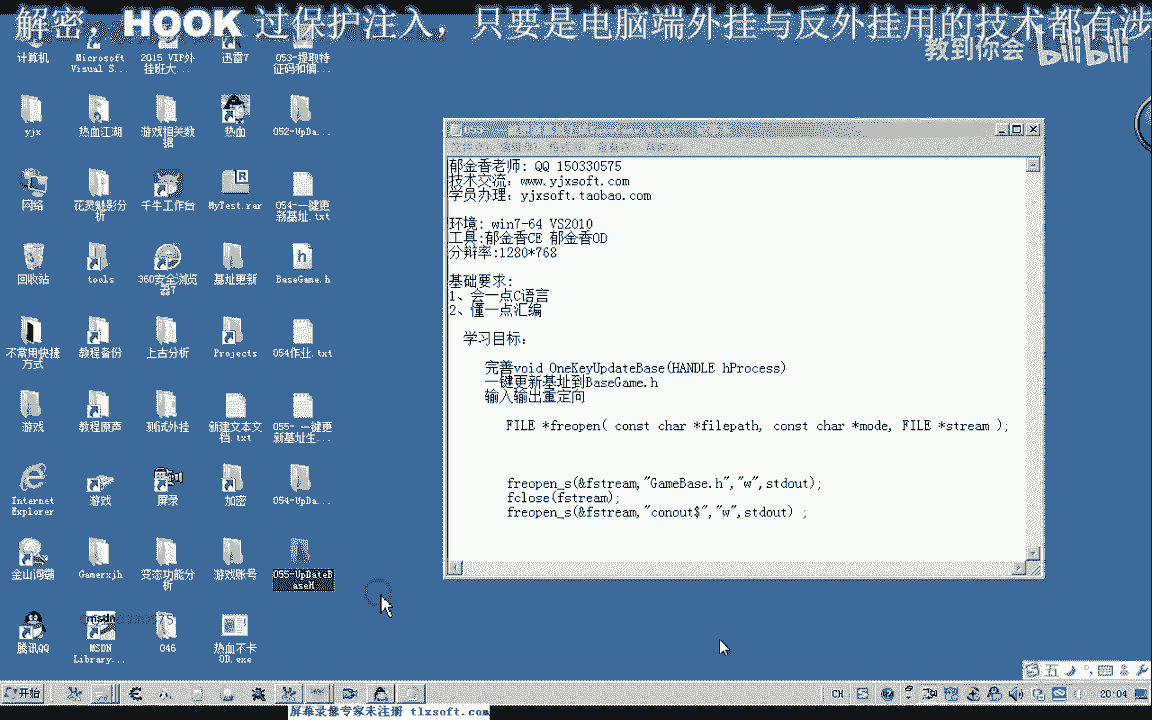 解密，HOOK 过保护注入，只要是电脑端外挂与反外挂用的技术都有涉
教到你会 bilibili
计算机
Microsoft Visual S...
2015 VIP外挂班大...
迅雷7
053-提取特征码和偏...
yjx
热血江湖
游戏相关数据
热血
052-UpDa...
网络
花灵魅影分析
千牛工作台
MyTest.rar
054-一键更新基址.txt
回收站
tools
360安全浏览器7
基址更新
BaseGame.h
不常用快捷方式
教程备份
上古分析
Projects
054作业.txt
游戏
教程原声
测试外挂
新建文本文档.txt
055- 一键更新基址生...
Internet Explorer
游戏
屏录
加密
054-UpDa...
金山词霸
Gamerxjh
变态功能分析
游戏账号
055-UpDateBaseH
腾讯QQ
MSDN Library...
046
热血不卡OD.exe
郁金香老师: QQ 150330575
技术交流：www.yjxsoft.com
学员办理：yjxsoft.taobao.com
环境: win7-64 VS2010
工具:郁金香CE 郁金香OD
分辩率:1280*768
基础要求:
1、会一点C语言
2、懂一点汇编
学习目标:
完善void OneKeyUpdateBase(HANDLE hProcess)
一键更新基址到BaseGame.h
输入输出重定向
FILE *freopen( const char *filepath, const char *mode, FILE *stream );
freopen_s(&fstream,"GameBase.h","w",stdout);
fclose(fstream);
freopen_s(&fstream,"conout$","w",stdout) ;
五
开始
CH
20:04
屏幕录像专家未注册 tlxsoft.com